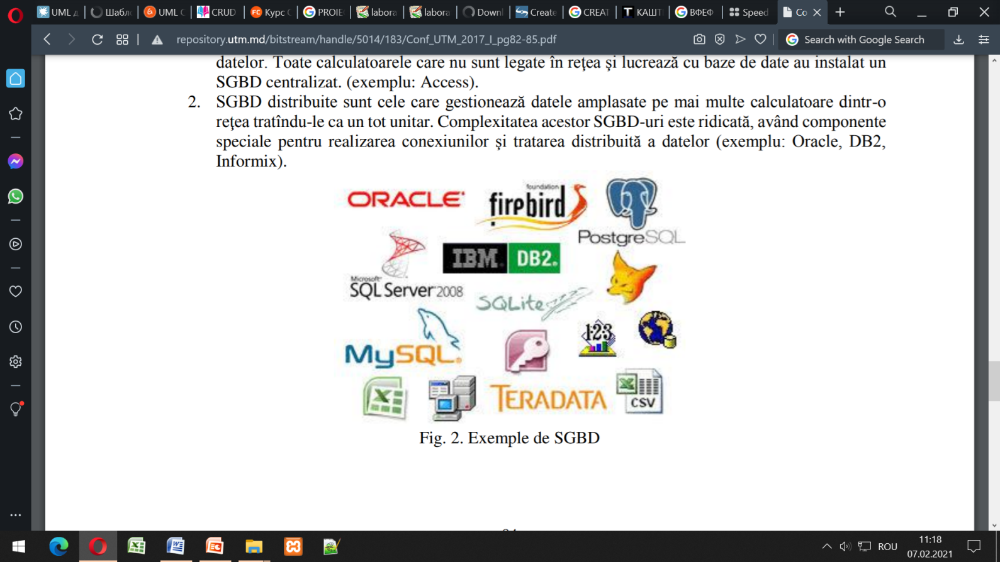 UML д
Шабло
UML C
CRUD
Курс С
PROIE
labora
labora
Downl
Create
CREAT
КАШТ
ВФЕФ
Speed
Co
repository.utm.md/bitstream/handle/5014/183/Conf_UTM_2017_I_pg82-85.pdf
Search with Google Search
datelor. Toate calculatoarele care nu sunt legate în reţea şi lucrează cu baze de date au instalat un
SGBD centralizat. (exemplu: Access).
2. SGBD distribuite sunt cele care gestionează datele amplasate pe mai multe calculatoare dintr-o
reţea tratîndu-le ca un tot unitar. Complexitatea acestor SGBD-uri este ridicată, având componente
speciale pentru realizarea conexiunilor şi tratarea distribuită a datelor (exemplu: Oracle, DB2,
Informix).
ORACLE
foundation
firebird
PostgreSQL
IBM DB2.
Microsoft
SQL Server 2008
SQLite
MySQL
123
TERADATA
CSV
Fig. 2. Exemple de SGBD
ROU
11:18
07.02.2021